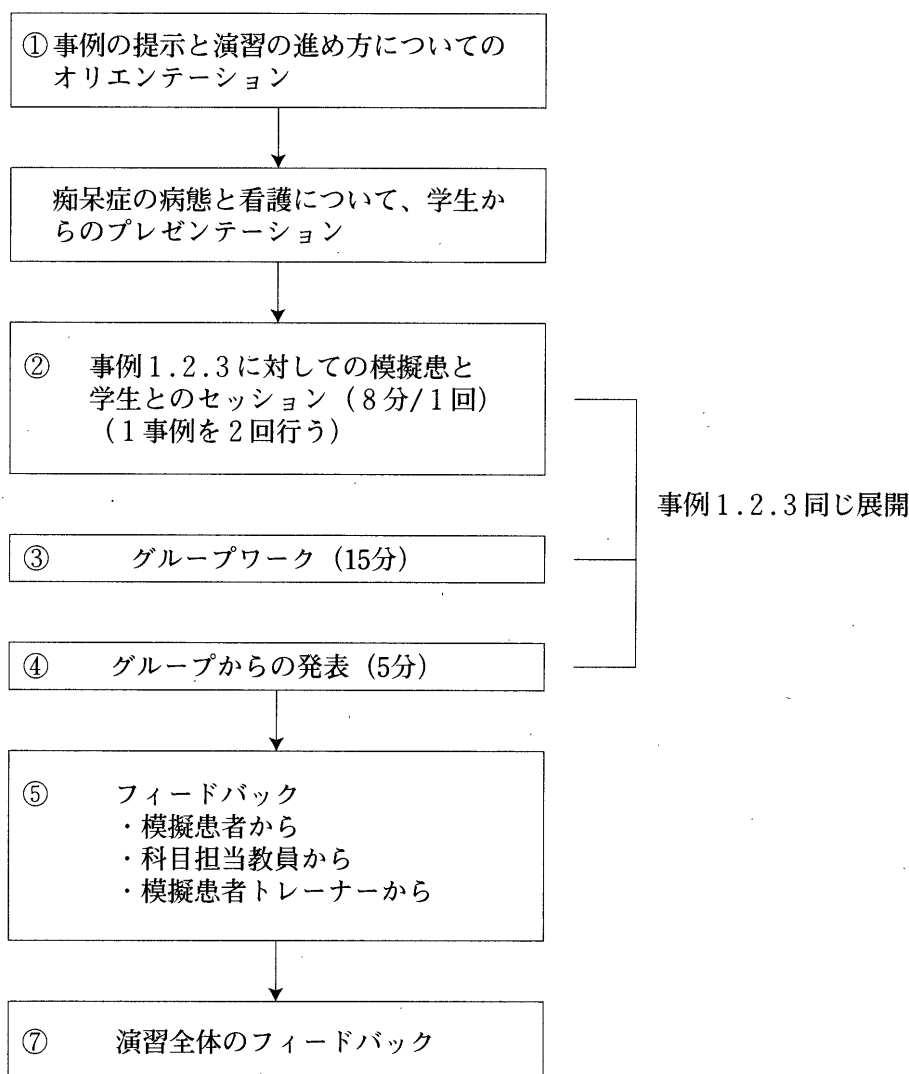 ①事例の提示と演習の進め方についての
オリエンテーション
痴呆症の病態と看護について、学生か
らのプレゼンテーション
② 事例1.2.3に対しての模擬患と
学生とのセッション（8分/1回）
（1事例を2回行う）
事例1.2.3同じ展開
③ グループワーク（15分）
④ グループからの発表（5分）
⑤ フィードバック
・模擬患者から
・科目担当教員から
・模擬患者トレーナーから
⑦ 演習全体のフィードバック